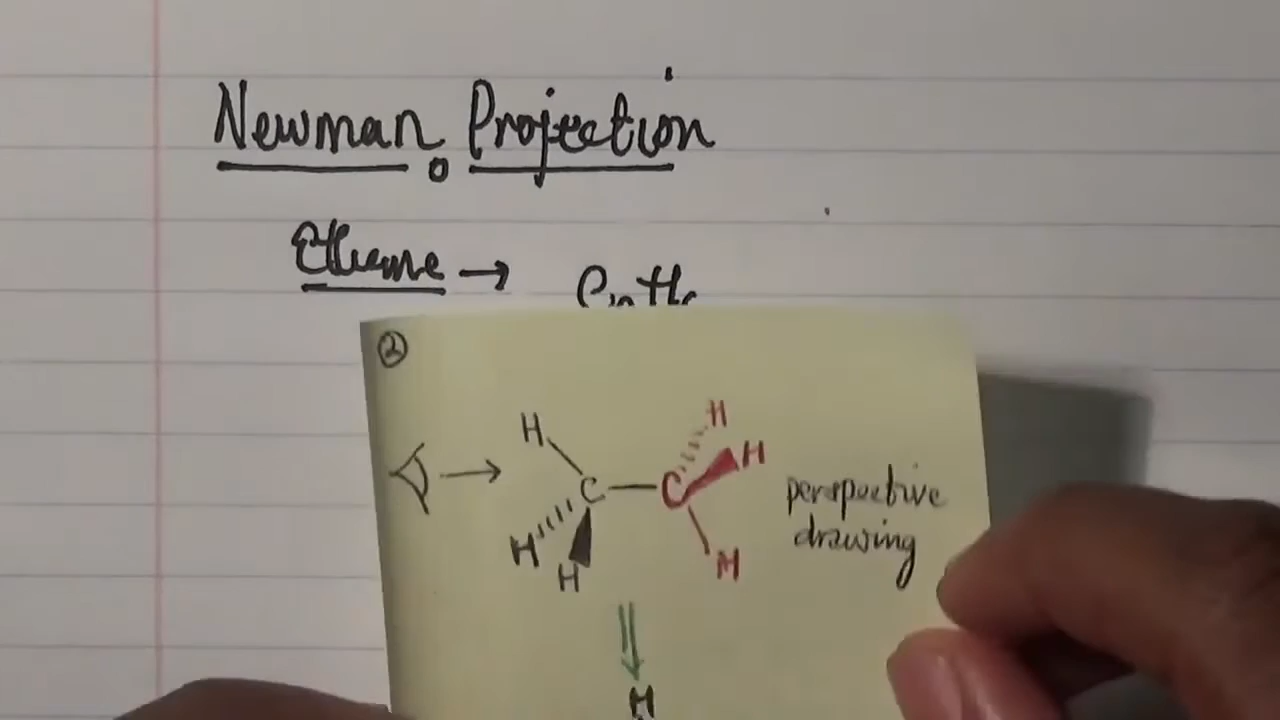 Newman Projection
Ethane →
②
H H
H
C — C
H
H H
perspective
drawing
H